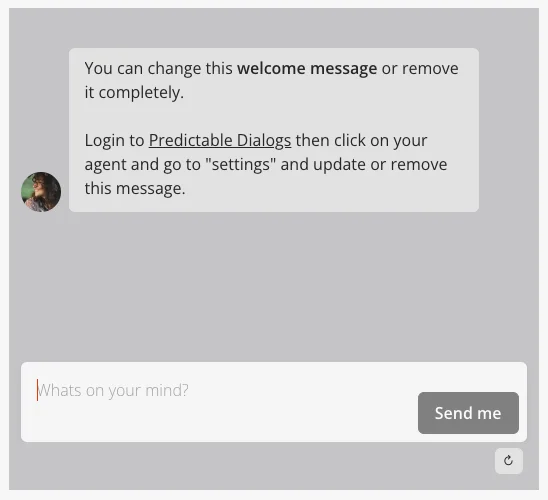 You can change this welcome message or remove
it completely.
Login to Predictable Dialogs then click on your
agent and go to "settings" and update or remove
this message.
Whats on your mind?
Send me